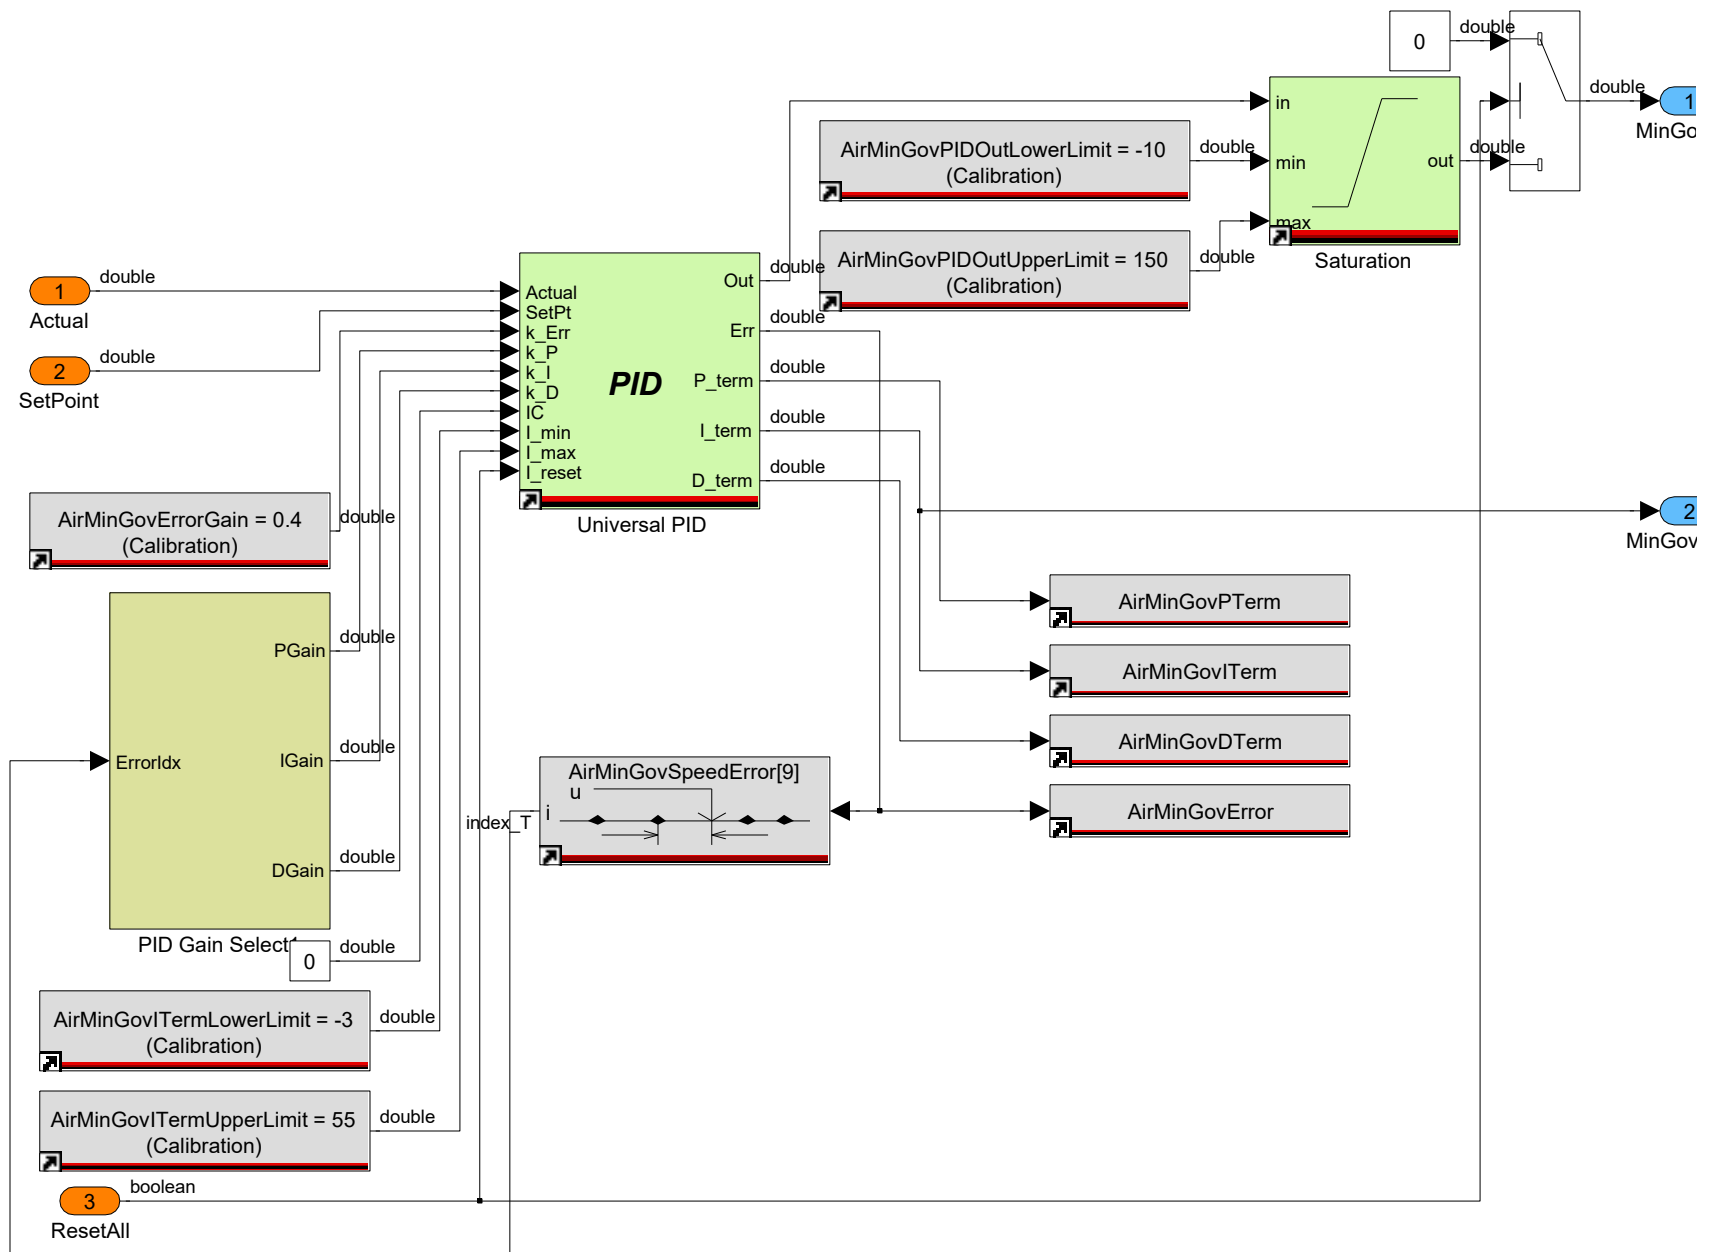 0
double
double
1
MinGo
in
min
max
out
double
double
Saturation
AirMinGovPIDOutLowerLimit = -10
(Calibration)
AirMinGovPIDOutUpperLimit = 150
(Calibration)
double
1
Actual
double
2
SetPoint
double
Actual
SetPt
k_Err
k_P
k_I
k_D
IC
I_min
I_max
I_reset
PID
Out
Err
P_term
I_term
D_term
Universal PID
double
double
double
double
double
2
MinGov
AirMinGovErrorGain = 0.4
(Calibration)
double
ErrorIdx
PGain
IGain
DGain
double
double
double
PID Gain Select
0
double
AirMinGovITermLowerLimit = -3
(Calibration)
double
AirMinGovITermUpperLimit = 55
(Calibration)
double
3
ResetAll
boolean
AirMinGovSpeedError[9]
u
i
index_T
AirMinGovPTerm
AirMinGovITerm
AirMinGovDTerm
AirMinGovError